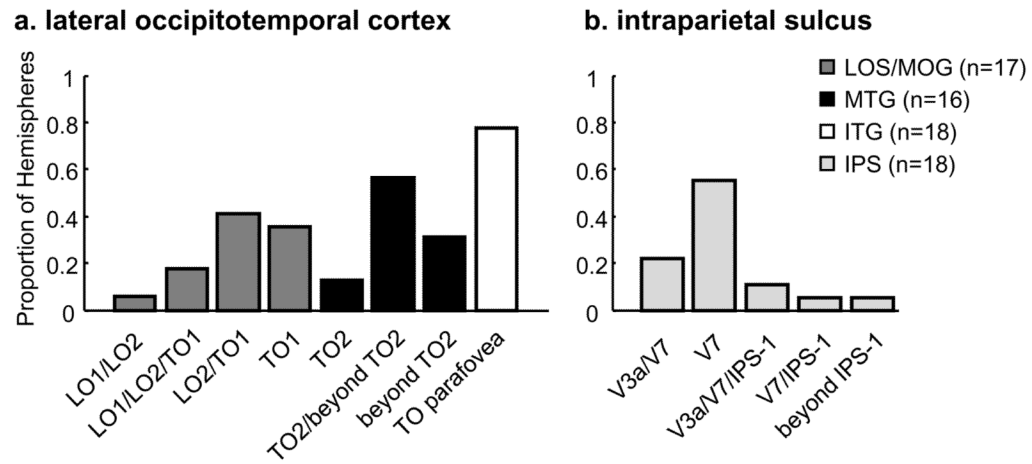 a. lateral occipitotemporal cortex
Proportion of Hemispheres
1
0.8
0.6
0.4
0.2
0
LO1/LO2
LO1/LO2/TO1
LO2/TO1
TO1
TO2
TO2/beyond TO2
beyond TO2
TO parafovea
b. intraparietal sulcus
LOS/MOG (n=17)
MTG (n=16)
ITG (n=18)
IPS (n=18)
1
0.8
0.6
0.4
0.2
0
V3a/V7
V7
V3a/V7/IPS-1
V7/IPS-1
beyond IPS-1